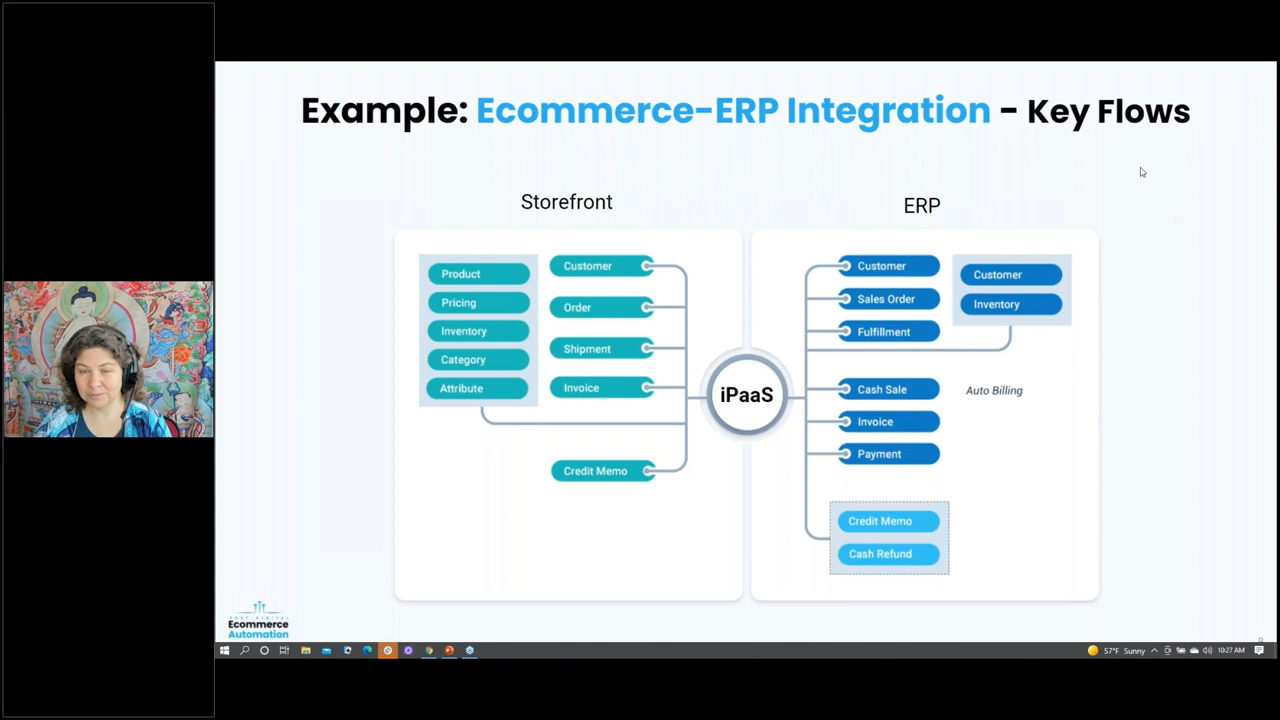 Example: Ecommerce-ERP Integration - Key Flows
Storefront
ERP
Product
Pricing
Inventory
Category
Attribute
Customer
Order
Shipment
Invoice
Credit Memo
iPaaS
Customer
Sales Order
Fulfillment
Cash Sale
Invoice
Payment
Credit Memo
Cash Refund
Customer
Inventory
Auto Billing
Ecommerce
Automation
57°F Sunny
10:27 AM